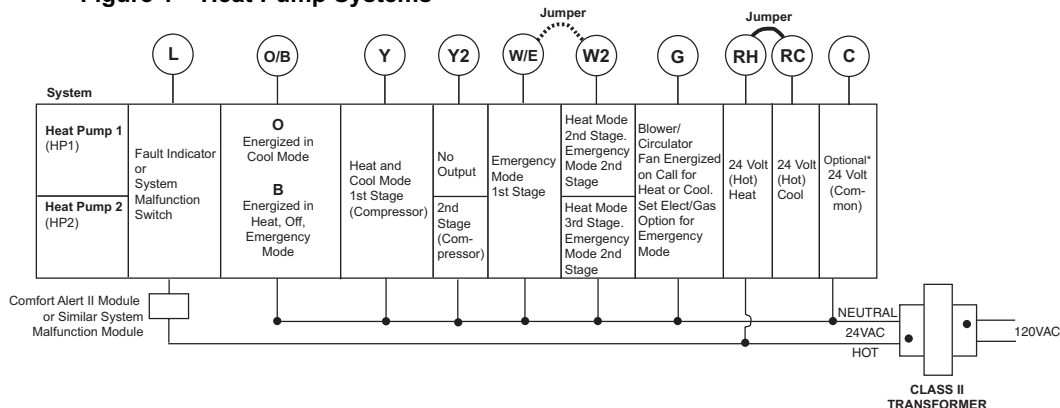 Figure 1 – Heat Pump Systems
Jumper
Jumper
L
O/B
Y
Y2
W/E
W2
G
RH
RC
C
System
Heat Pump 1
(HP1)
Heat Pump 2
(HP2)
Fault Indicator
or
System
Malfunction
Switch
O
Energized in
Cool Mode
B
Energized in
Heat, Off,
Emergency
Mode
Heat and
Cool Mode
1st Stage
(Compressor)
No
Output
2nd
Stage
(Com-
pressor)
Emergency
Mode
1st Stage
Heat Mode
2nd Stage.
Emergency
Mode 2nd
Stage
Heat Mode
3rd Stage.
Emergency
Mode 2nd
Stage
Blower/
Circulator
Fan Energized
on Call for
Heat or Cool.
Set Elect/Gas
Option for
Emergency
Mode
24 Volt
(Hot)
Heat
24 Volt
(Hot)
Cool
Optional*
24 Volt
(Com-
mon)
Comfort Alert II Module
or Similar System
Malfunction Module
NEUTRAL
24VAC
HOT
120VAC
CLASS II
TRANSFORMER